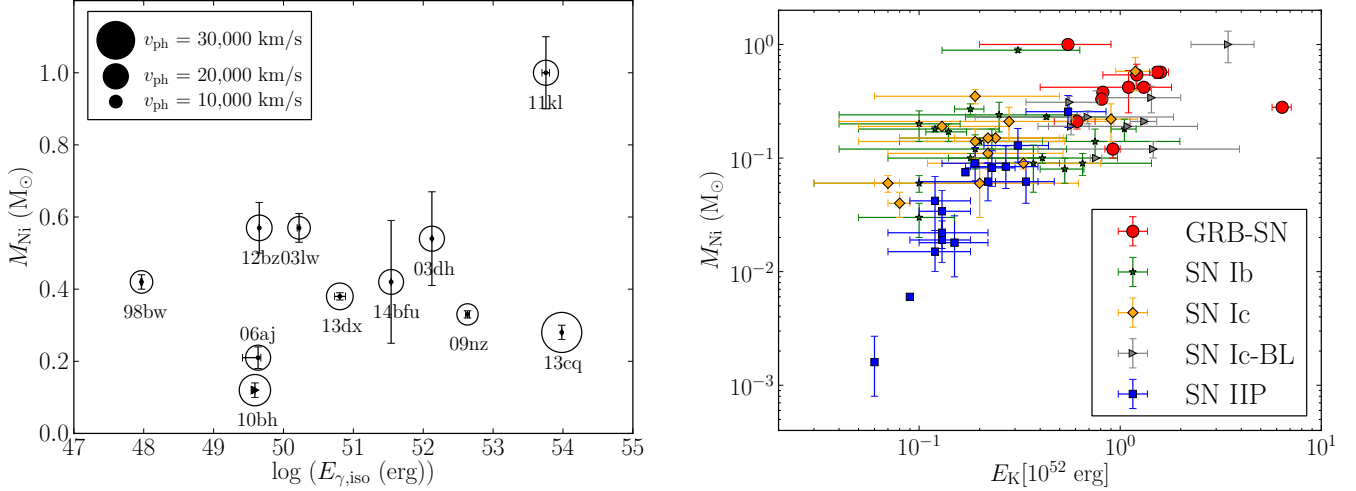 v_ph = 30,000 km/s
v_ph = 20,000 km/s
v_ph = 10,000 km/s
11kl
12bz 03lw
03dh
98bw
13dx
14bfu
09nz
06aj
13cq
10bh
M_Ni (M_⊙)
0.0
0.2
0.4
0.6
0.8
1.0
47 48 49 50 51 52 53 54 55
log (E_γ,iso (erg))
M_Ni (M_⊙)
10^0
10^−1
10^−2
10^−3
GRB-SN
SN Ib
SN Ic
SN Ic-BL
SN IIP
10^−1 10^0 10^1
E_K[10^52 erg]